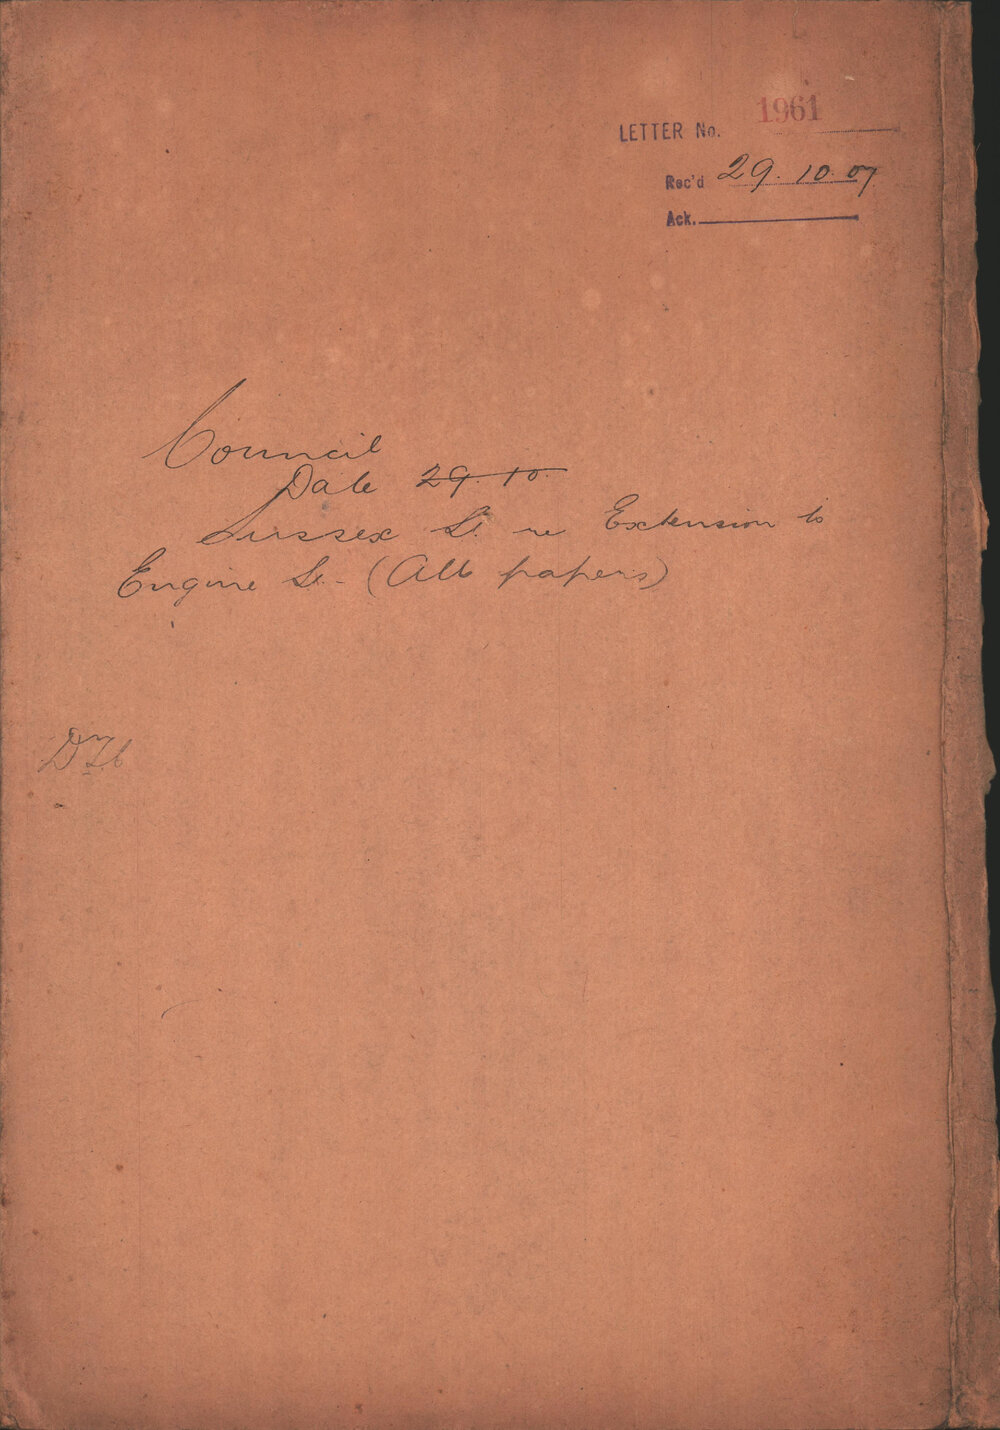 LETTER No. 1961
Rec'd 29. 10. 07
Ack.
Council
Date 29. 10.
Sussex St. re Extension to
Engine St - (All papers)